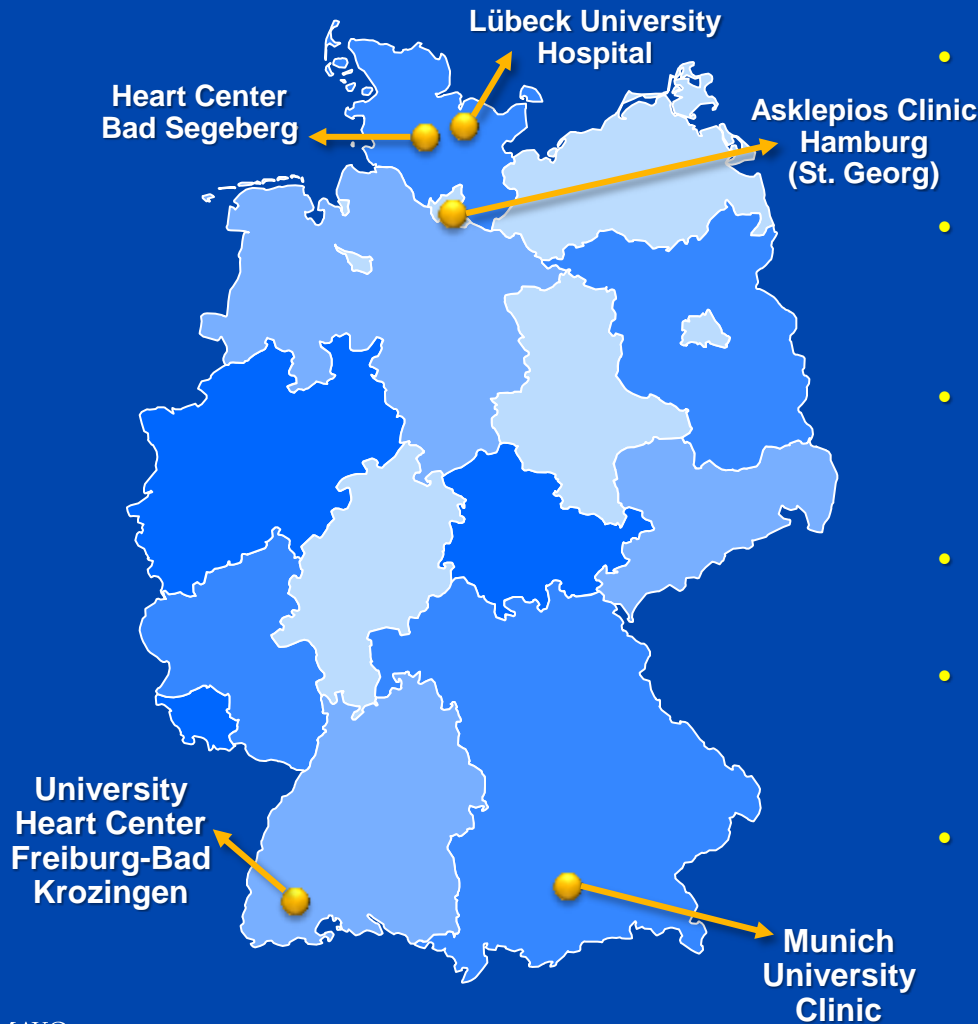 Lübeck University
Hospital
Heart Center
Bad Segeberg
Asklepios Clinic
Hamburg
(St. Georg)
University
Heart Center
Freiburg-Bad
Krozingen
Munich
University
Clinic